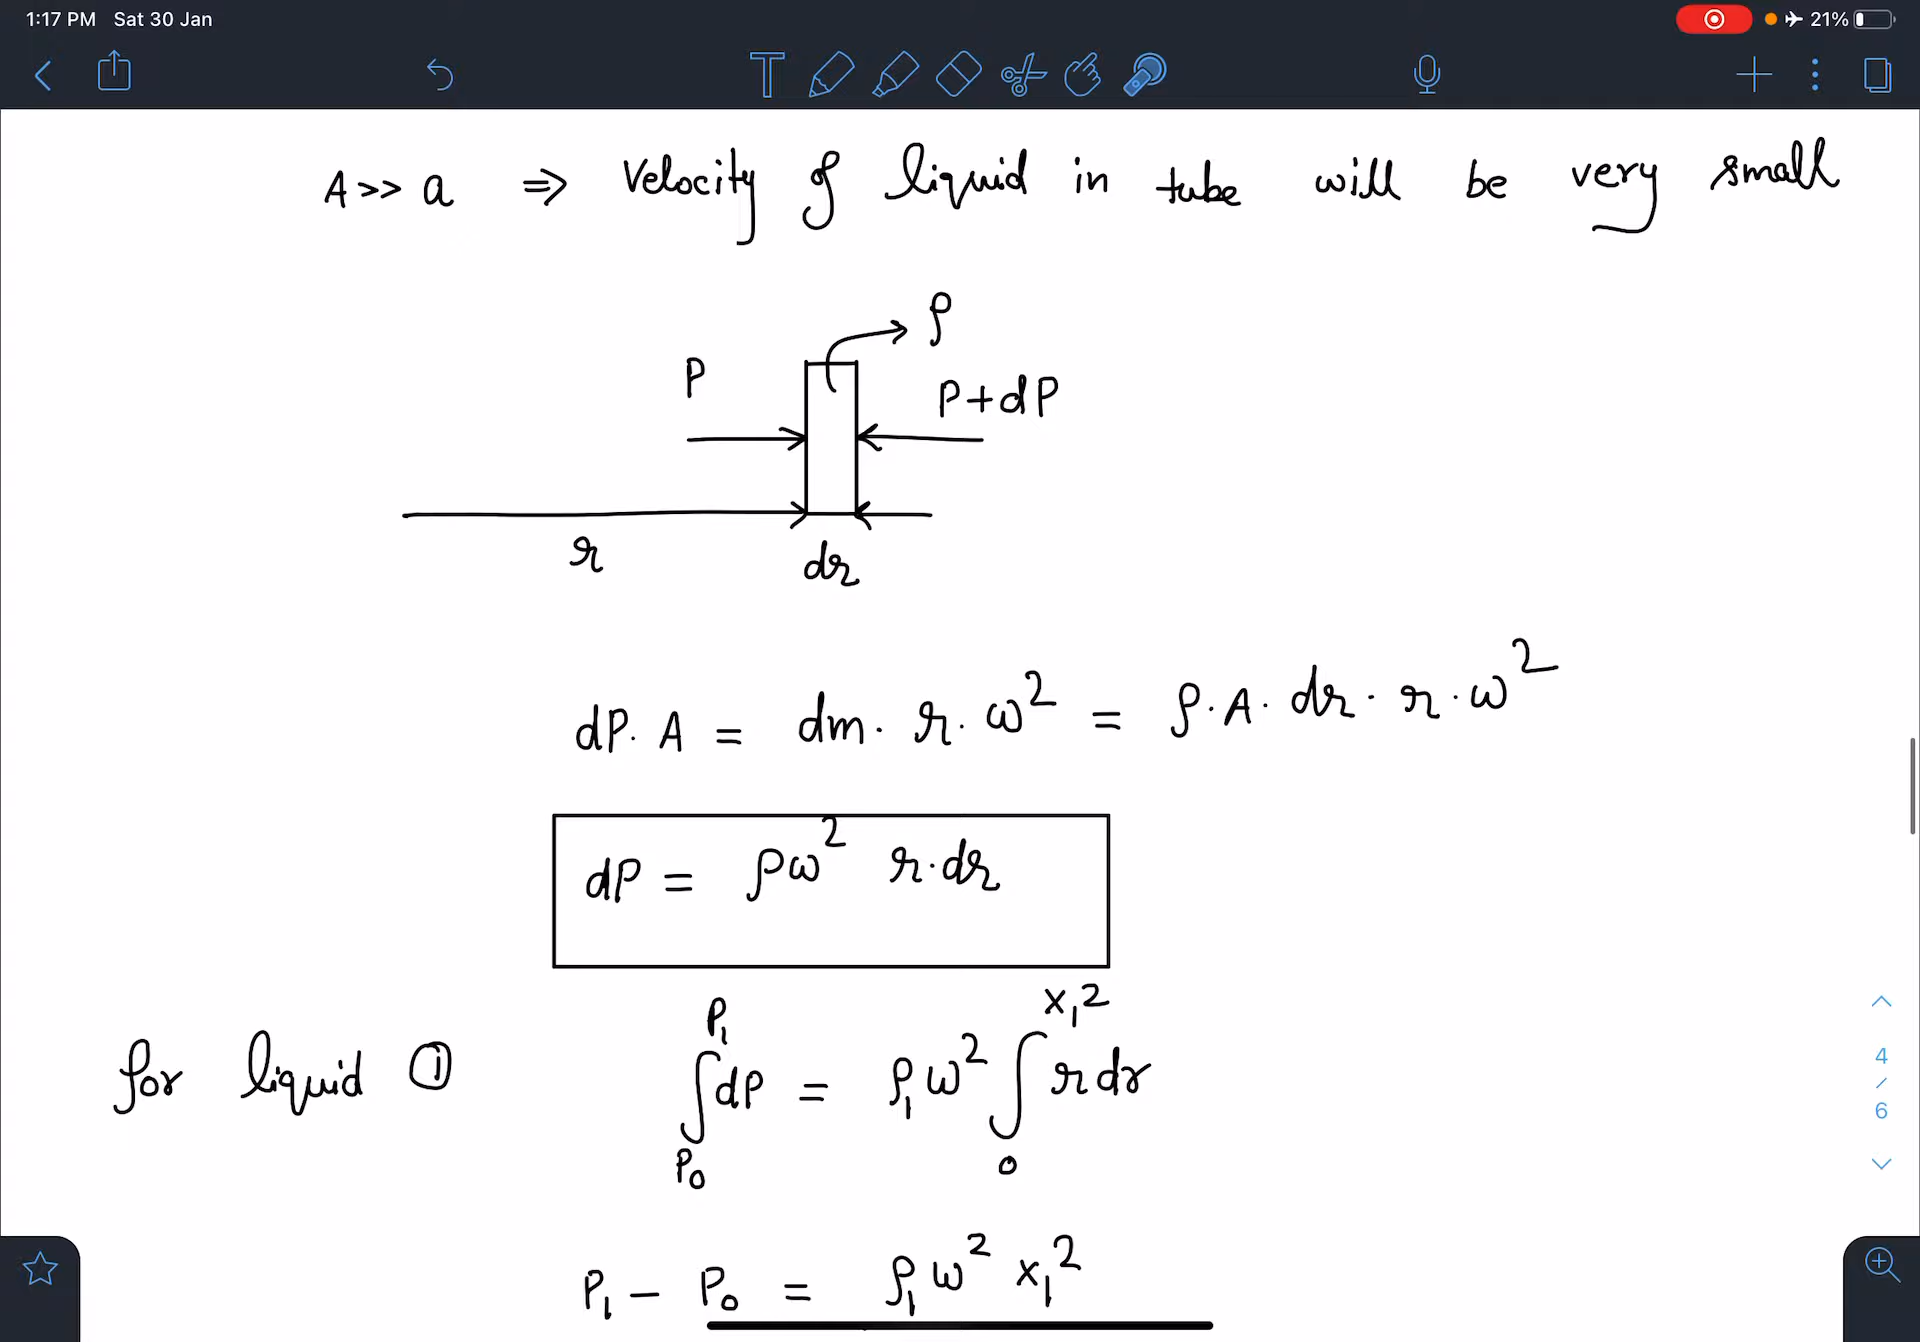 1:17 PM Sat 30 Jan
21%
T
A >> a ⇒ Velocity of liquid in tube will be very small
ρ
P
P+dP
r
dr
dP. A = dm. r. ω² = ρ. A. dr. r. ω²
dP = ρω² r.dr
for liquid ① ∫_{P₀}^{P₁} dP = ρ₁ω² ∫₀^{x₁²} r dr
P₁ - P₀ = ρ₁ω² x₁²
4
/
6